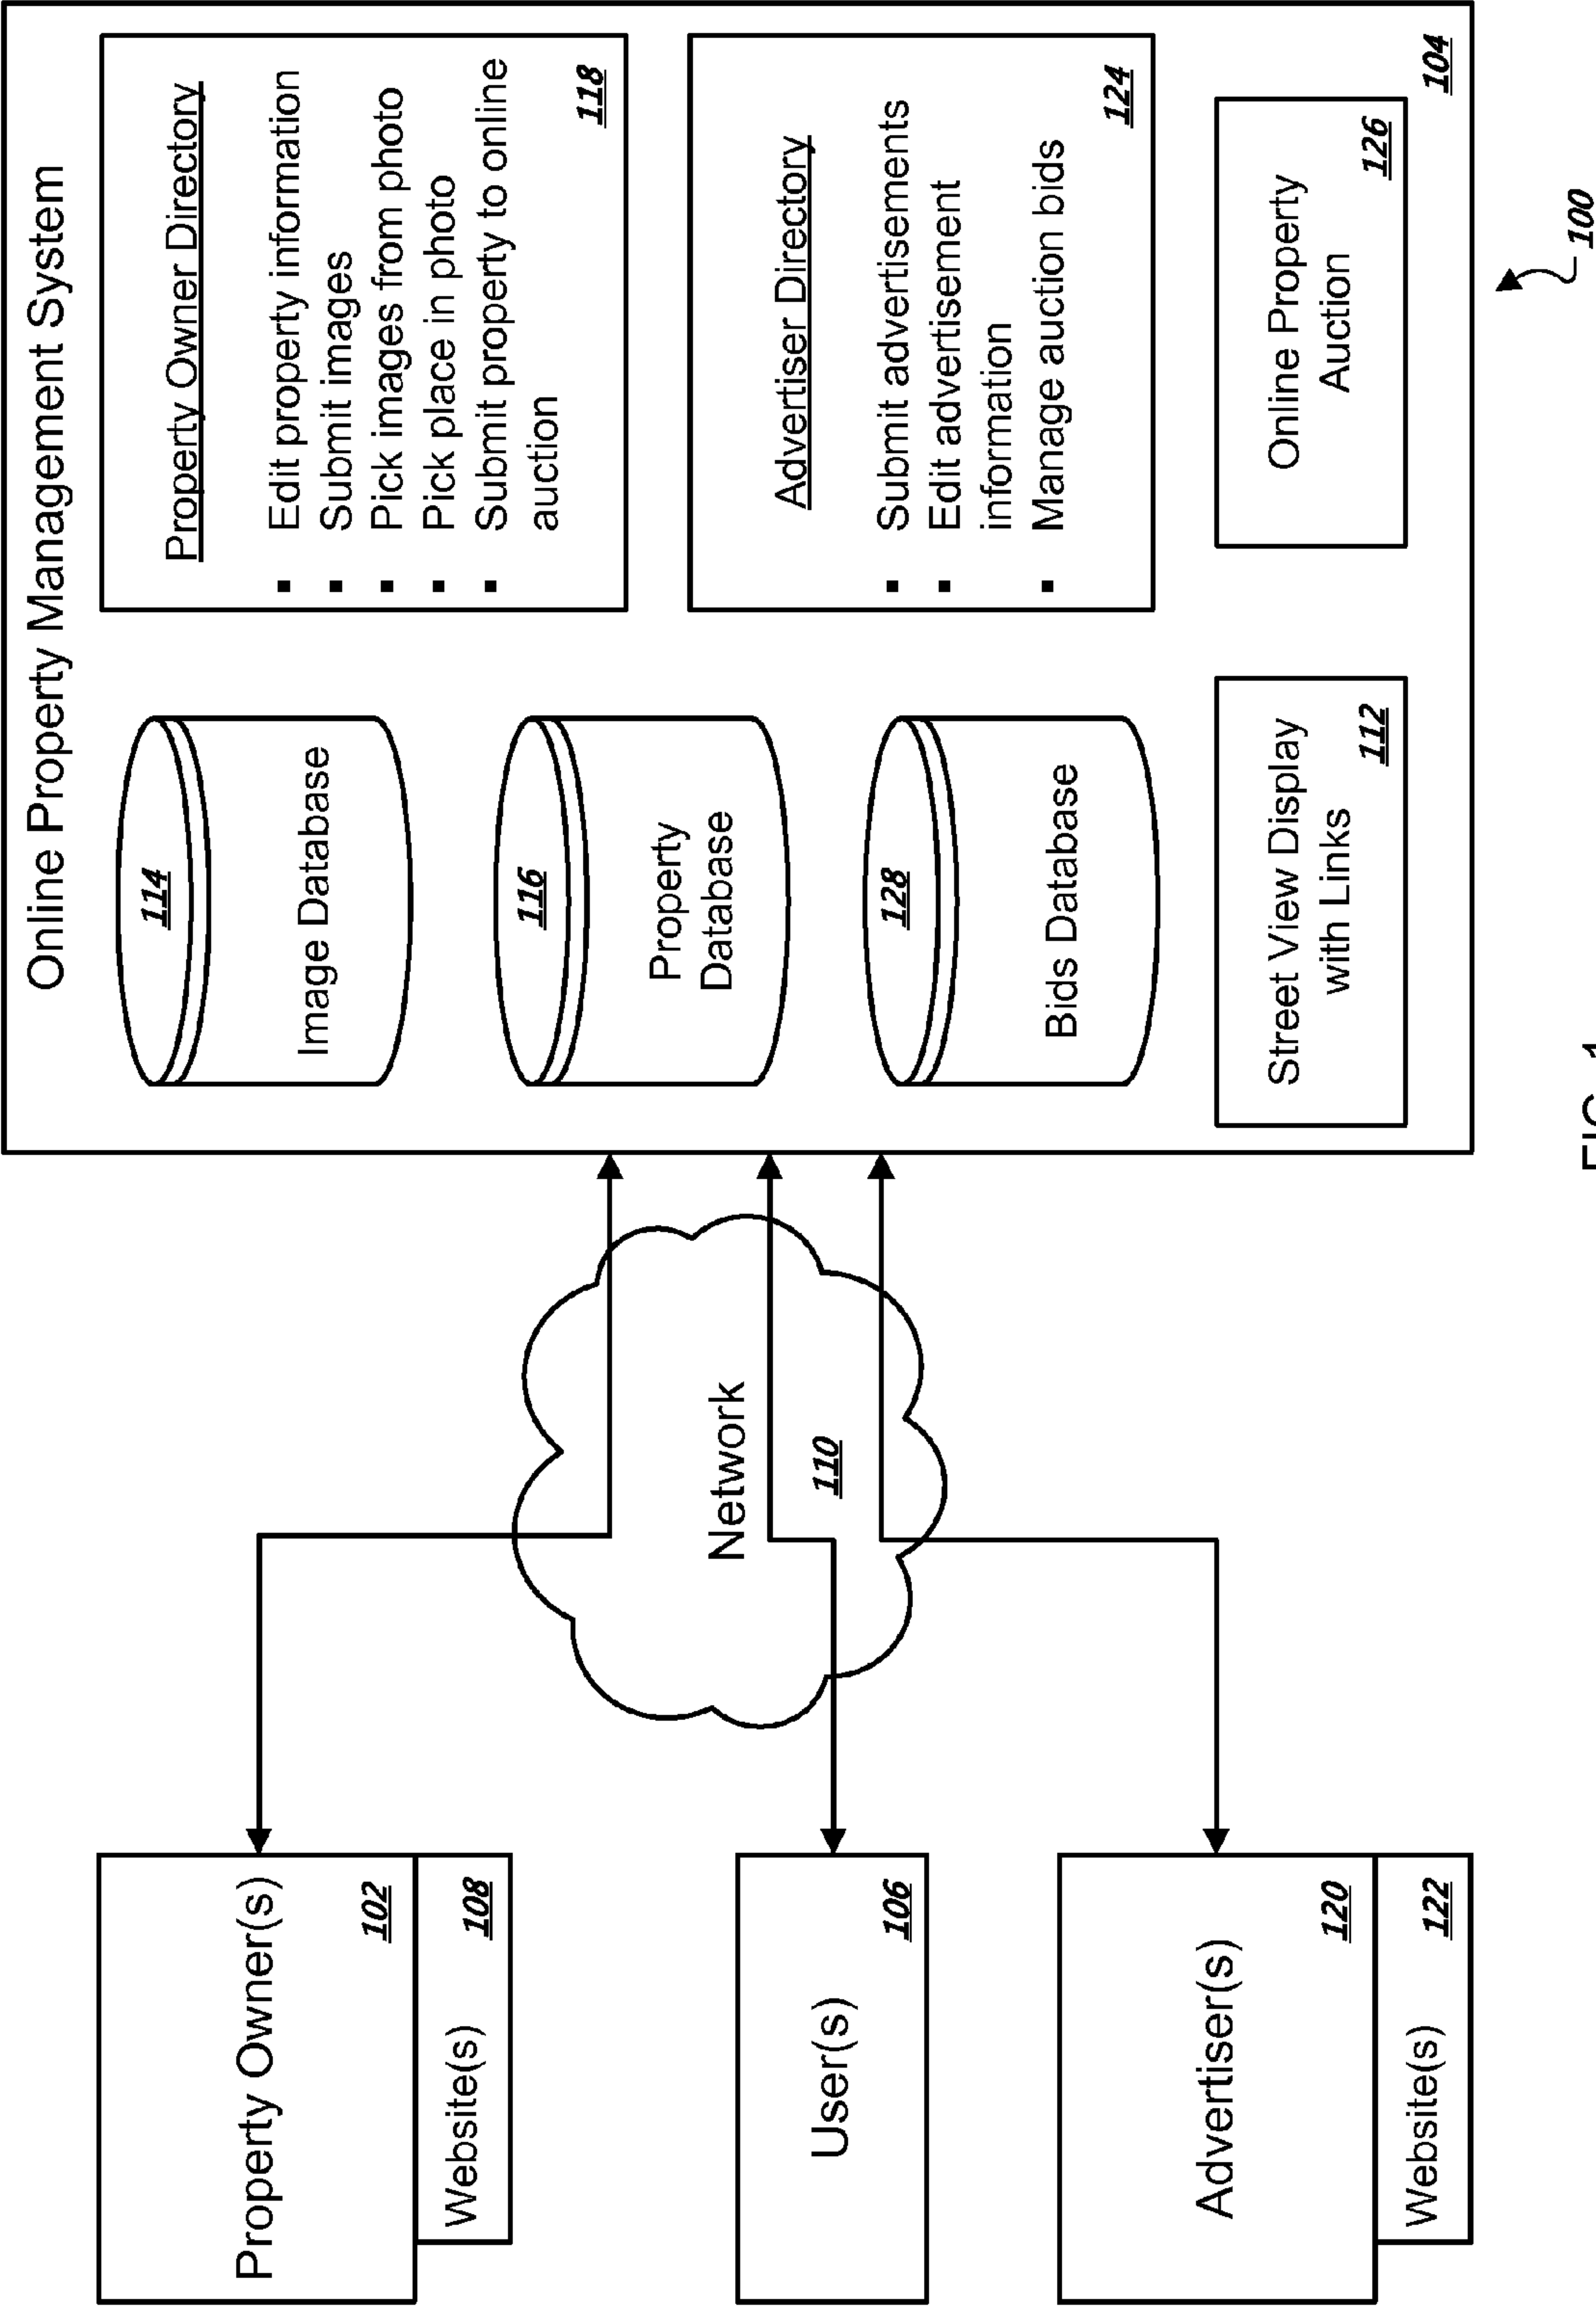 Online Property Management System
Property Owner(s)
102
Website(s)
108
User(s)
106
Advertiser(s)
120
Website(s)
122
Network
110
114
Image Database
116
Property
Database
128
Bids Database
Street View Display
with Links
112
Property Owner Directory
▪ Edit property information
▪ Submit images
▪ Pick images from photo
▪ Pick place in photo
▪ Submit property to online
auction
118
Advertiser Directory
▪ Submit advertisements
▪ Edit advertisement
information
▪ Manage auction bids
124
Online Property
Auction
126
104
100
FIG. 1